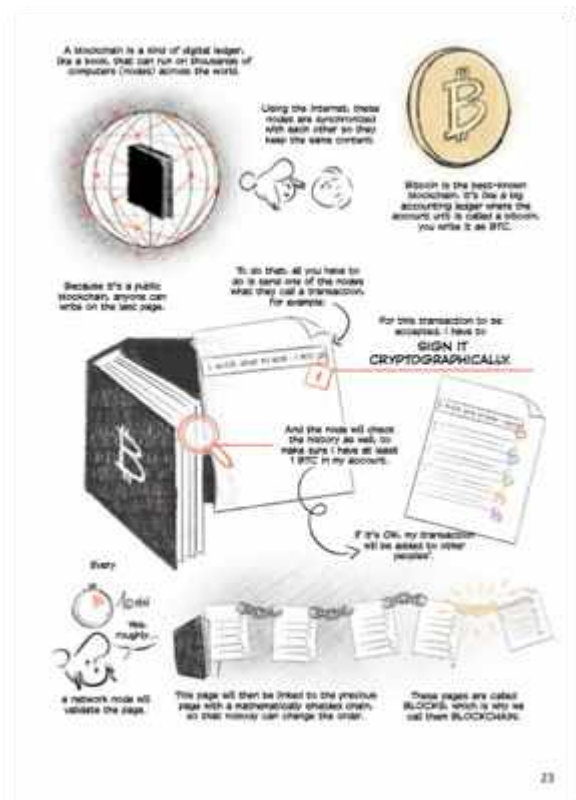 A blockchain is a kind of digital ledger,
like a book, that can run on thousands of
computers (nodes) across the world.
Using the internet, these
nodes are synchronized
with each other so they
keep the same content.
Bitcoin is the best-known
blockchain. It's like a big
accounting ledger where the
account unit is called a bitcoin,
you write it as BTC.
Because it's a public
blockchain, anyone can
write on the last page.
To do that, all you have to
do is send one of the nodes
what they call a transaction,
for example:
For this transaction to be
accepted, I have to
SIGN IT
CRYPTOGRAPHICALLY.
And the node will check
the history as well, to
make sure I have at least
1 BTC in my account.
If it's OK, my transaction
will be added to other
peoples'.
Every
10 min
Yes,
roughly...
a network node will
validate the page.
This page will then be linked to the previous
page with a mathematically
chain,
so that nobody can change the order.
These pages are called
BLOCKS, which is why we
call them BLOCKCHAIN.
23